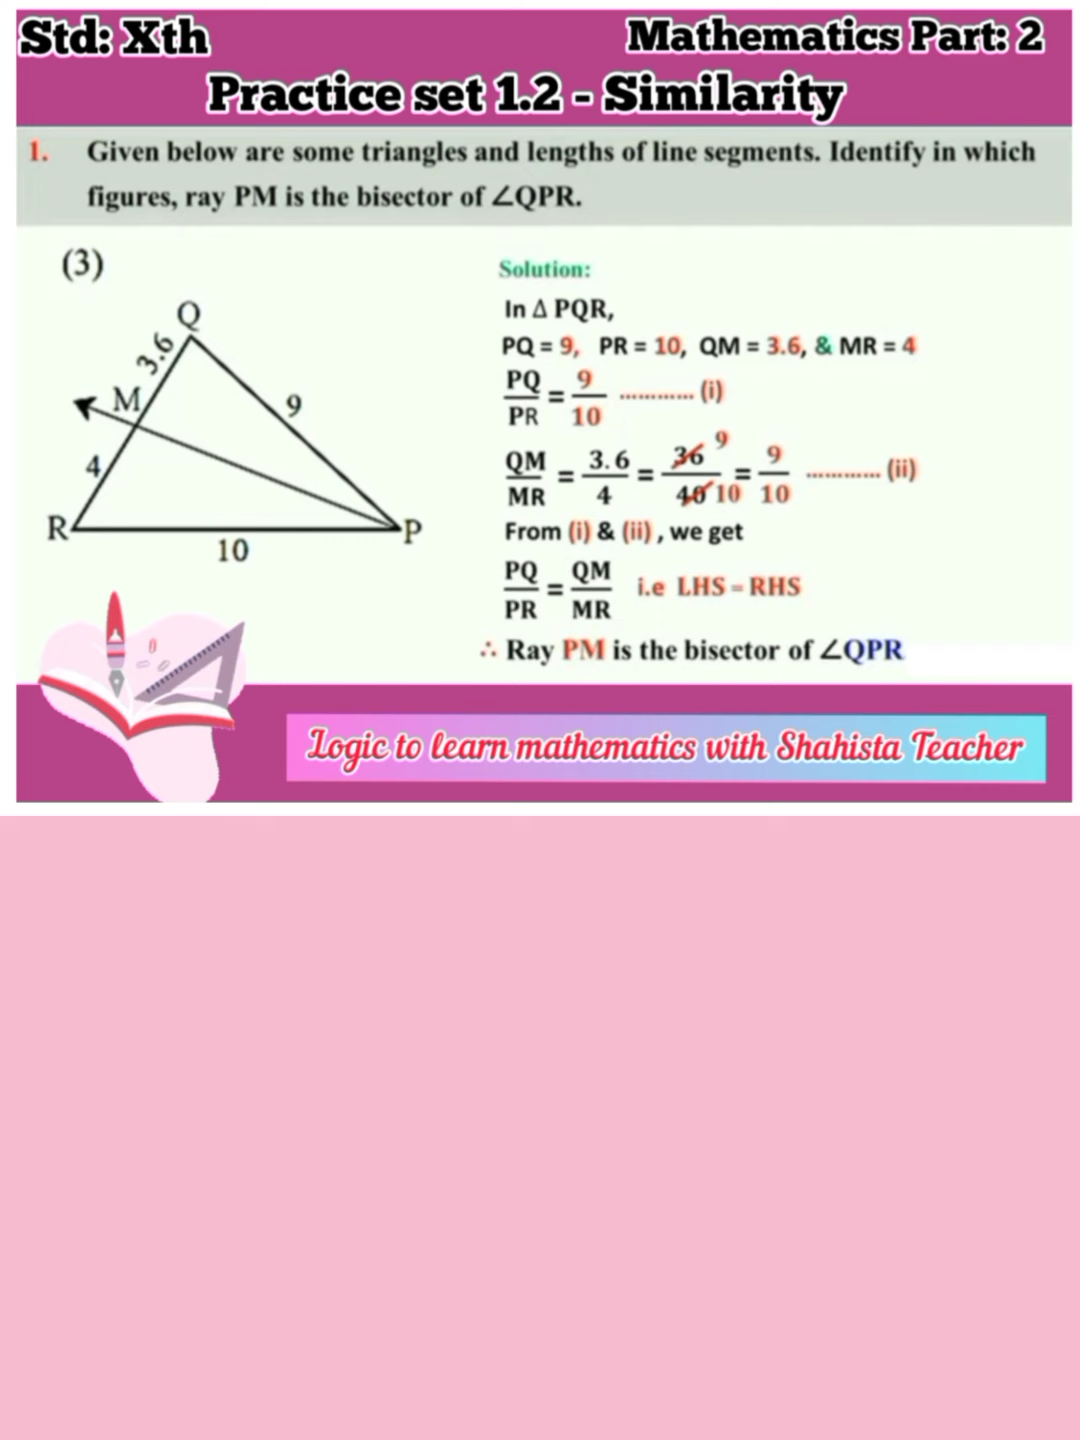 Std: Xth
Mathematics Part: 2
Practice set 1.2 - Similarity
1. Given below are some triangles and lengths of line segments. Identify in which
figures, ray PM is the bisector of ∠QPR.
(3)
Q
3.6
M
9
4
R
P
10
Solution:
In Δ PQR,
PQ = 9, PR = 10, QM = 3.6, & MR = 4
PQ/PR = 9/10 ............ (i)
QM/MR = 3.6/4 = 36 9/40 10 = 9/10 ............ (ii)
From (i) & (ii) , we get
PQ/PR = QM/MR i.e LHS = RHS
∴ Ray PM is the bisector of ∠QPR
Logic to learn mathematics with Shahista Teacher